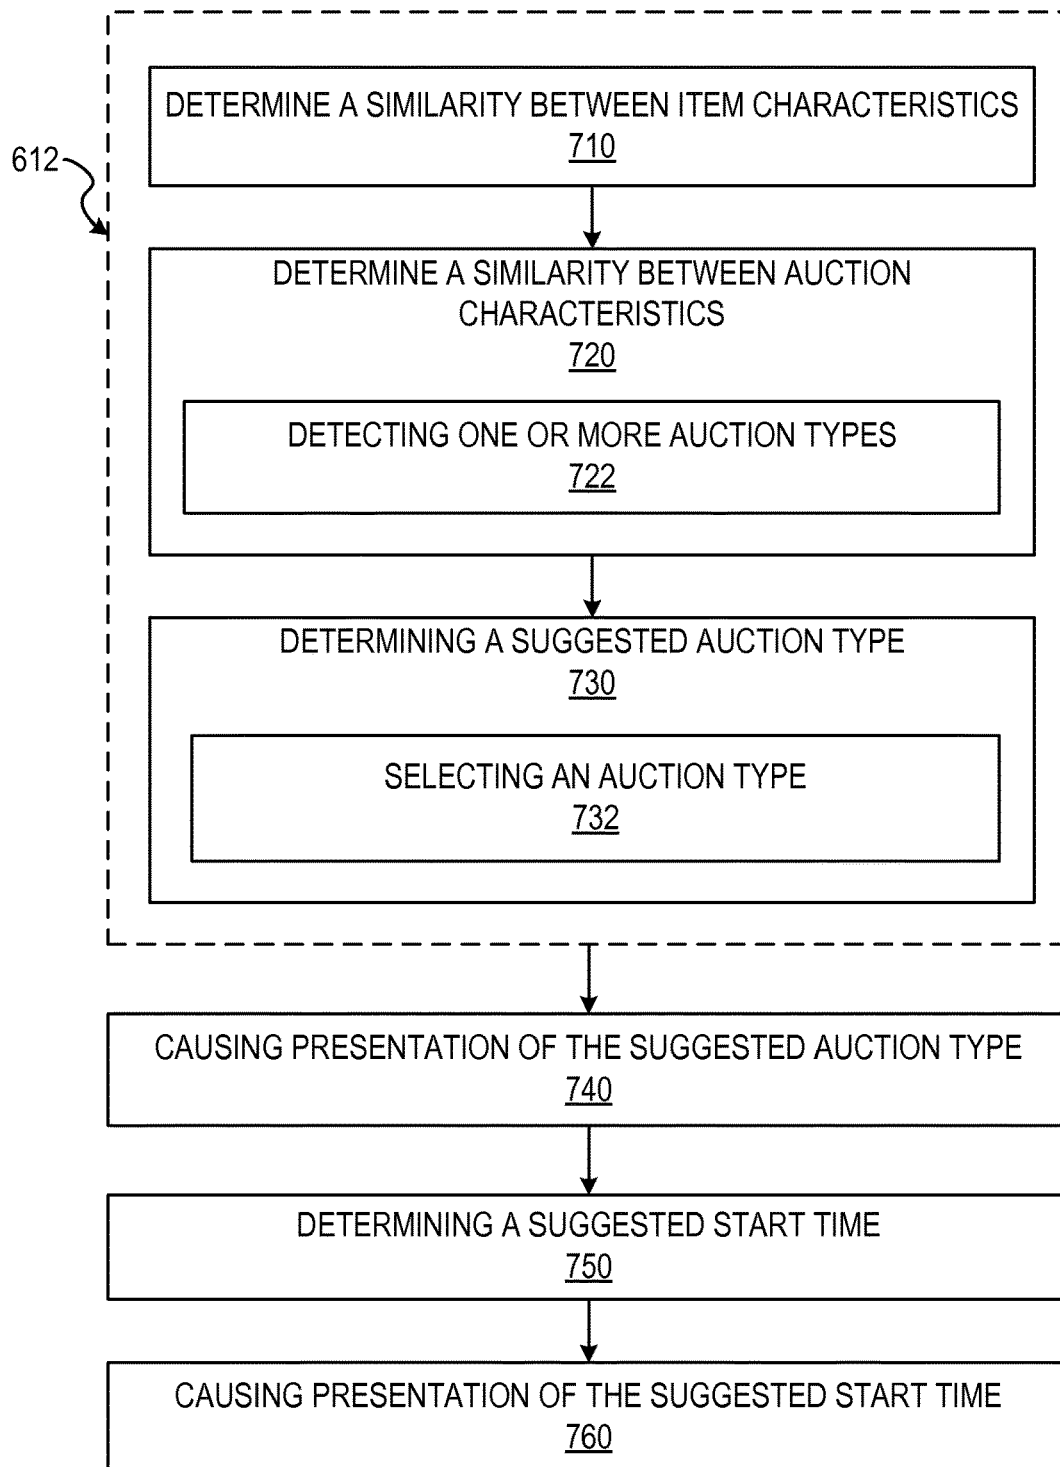 DETERMINE A SIMILARITY BETWEEN ITEM CHARACTERISTICS
710
612
DETERMINE A SIMILARITY BETWEEN AUCTION
CHARACTERISTICS
720
DETECTING ONE OR MORE AUCTION TYPES
722
DETERMINING A SUGGESTED AUCTION TYPE
730
SELECTING AN AUCTION TYPE
732
CAUSING PRESENTATION OF THE SUGGESTED AUCTION TYPE
740
DETERMINING A SUGGESTED START TIME
750
CAUSING PRESENTATION OF THE SUGGESTED START TIME
760